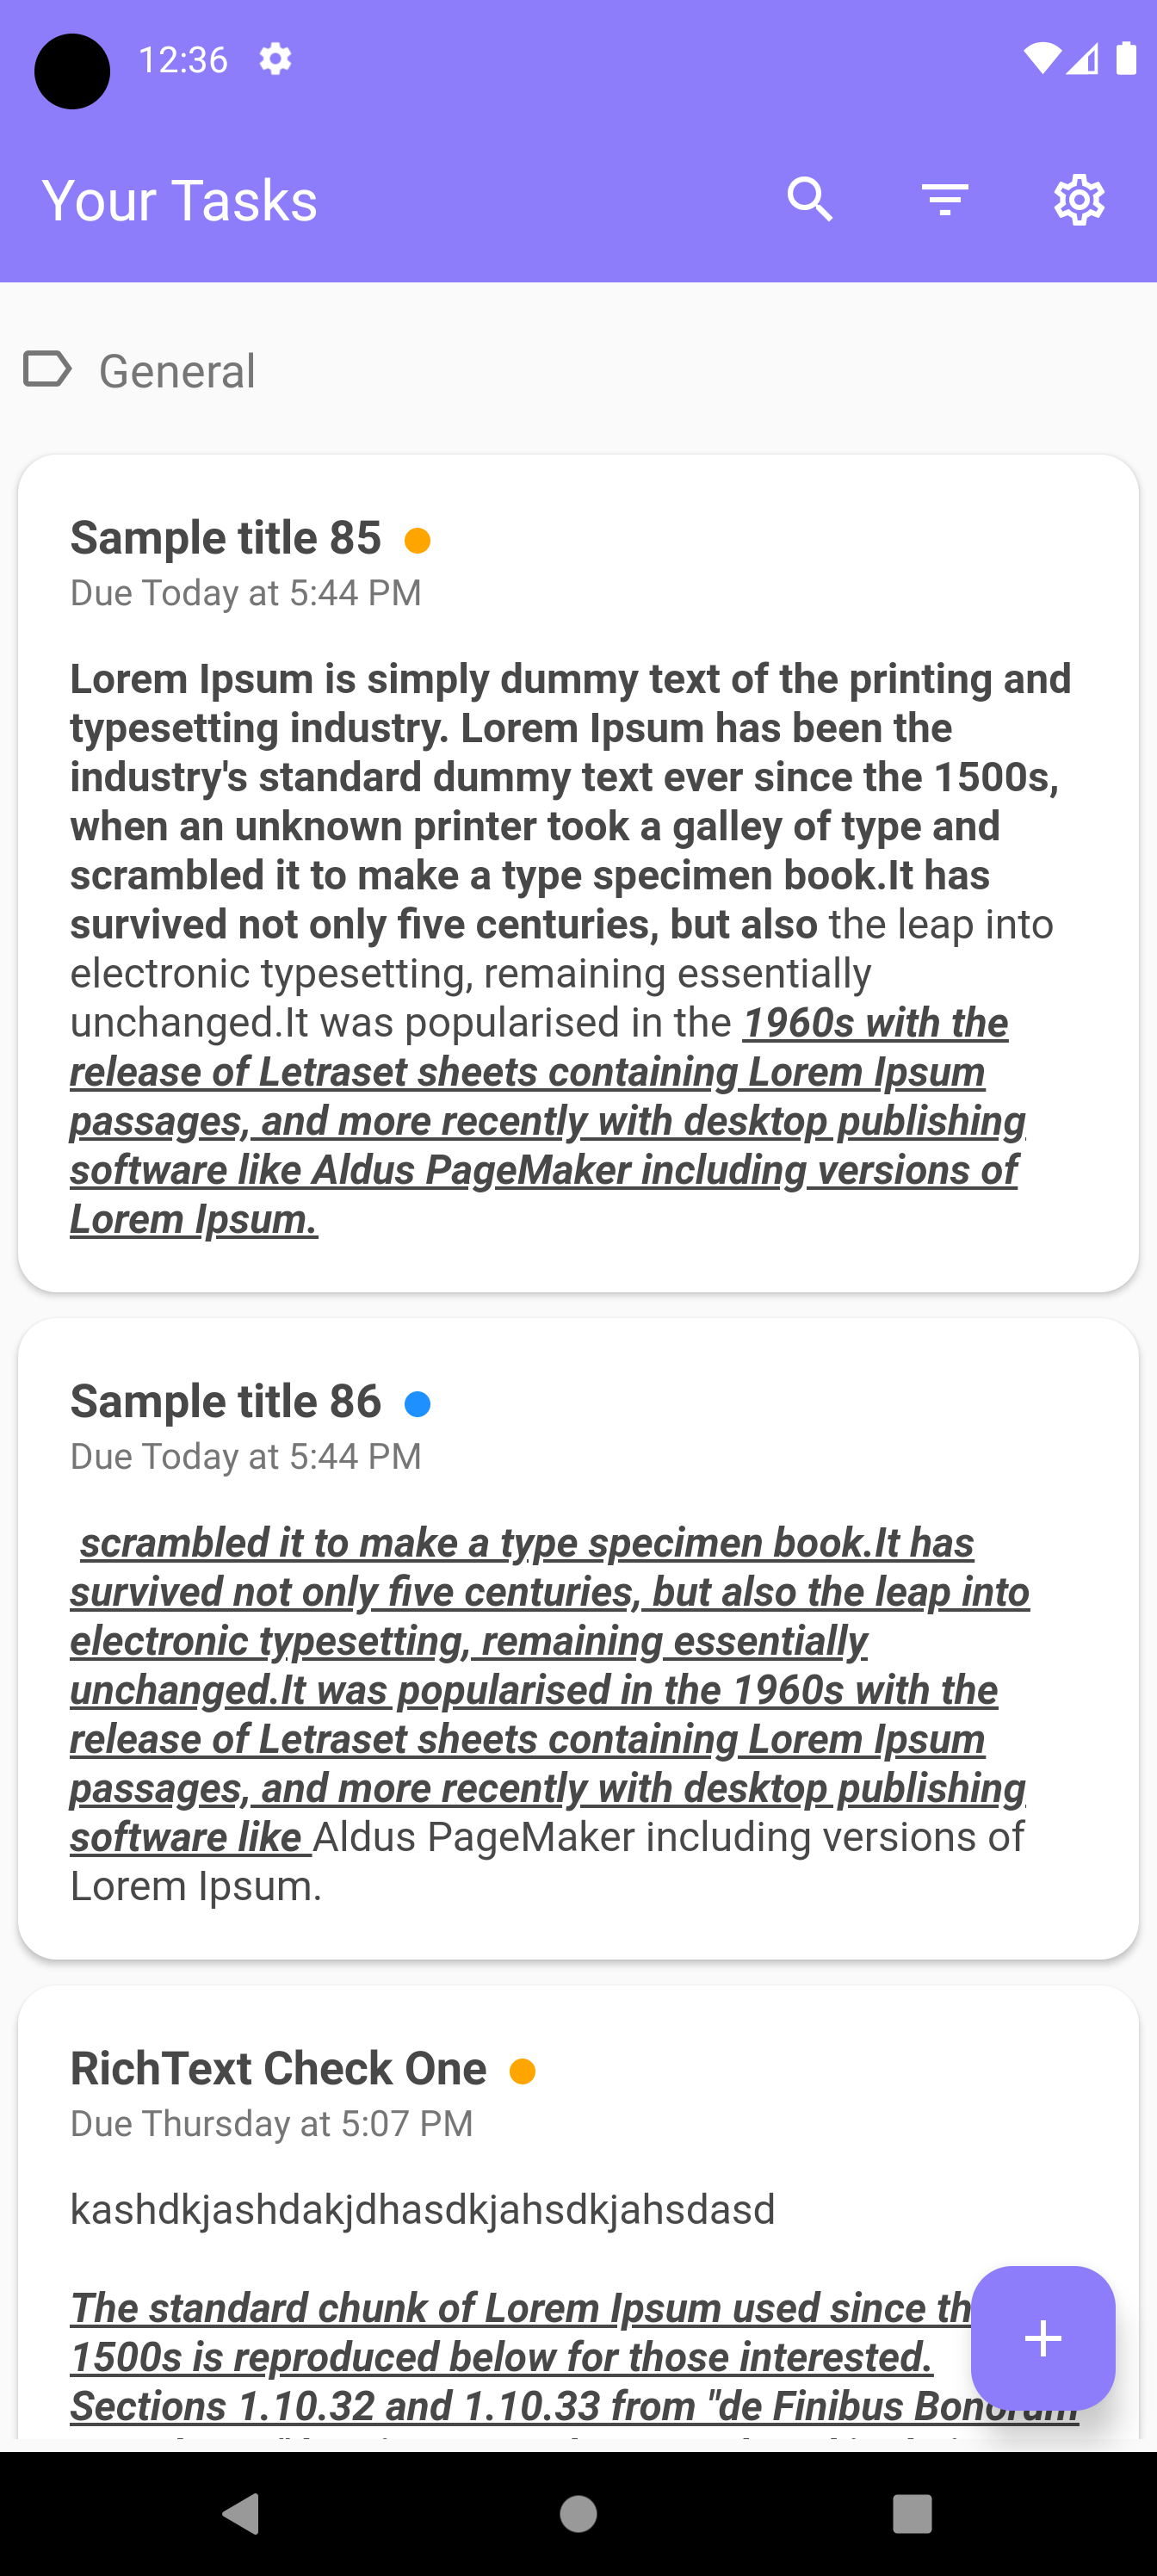 12:36
Your Tasks
General
Sample title 85
Due Today at 5:44 PM
Lorem Ipsum is simply dummy text of the printing and
typesetting industry. Lorem Ipsum has been the
industry's standard dummy text ever since the 1500s,
when an unknown printer took a galley of type and
scrambled it to make a type specimen book.It has
survived not only five centuries, but also the leap into
electronic typesetting, remaining essentially
unchanged.It was popularised in the 1960s with the
release of Letraset sheets containing Lorem Ipsum
passages, and more recently with desktop publishing
software like Aldus PageMaker including versions of
Lorem Ipsum.
Sample title 86
Due Today at 5:44 PM
scrambled it to make a type specimen book.It has
survived not only five centuries, but also the leap into
electronic typesetting, remaining essentially
unchanged.It was popularised in the 1960s with the
release of Letraset sheets containing Lorem Ipsum
passages, and more recently with desktop publishing
software like Aldus PageMaker including versions of
Lorem Ipsum.
RichText Check One
Due Thursday at 5:07 PM
kashdkjashdakjdhasdkjahsdkjahsdasd
The standard chunk of Lorem Ipsum used since
1500s is reproduced below for those interested.
Sections 1.10.32 and 1.10.33 from "de Finibus Bonorum